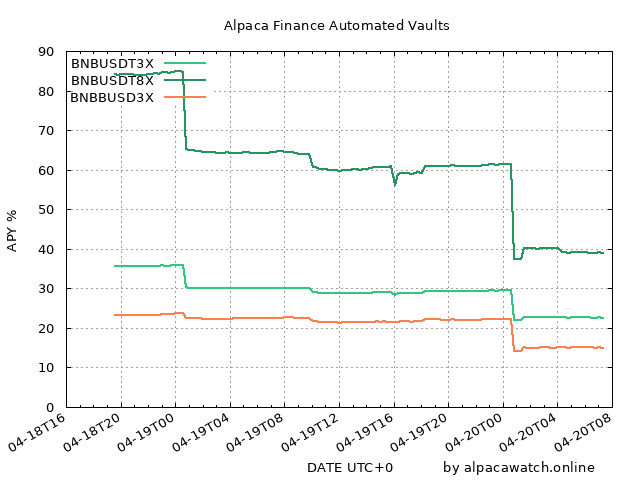 Alpaca Finance Automated Vaults
APY %
90
80
70
60
50
40
30
20
10
0
BNBUSDT3X
BNBUSDT8X
BNBBUSD3X
04-18T16
04-18T20
04-19T00
04-19T04
04-19T08
04-19T12
04-19T16
04-19T20
04-20T00
04-20T04
04-20T08
DATE UTC+0
by alpacawatch.online